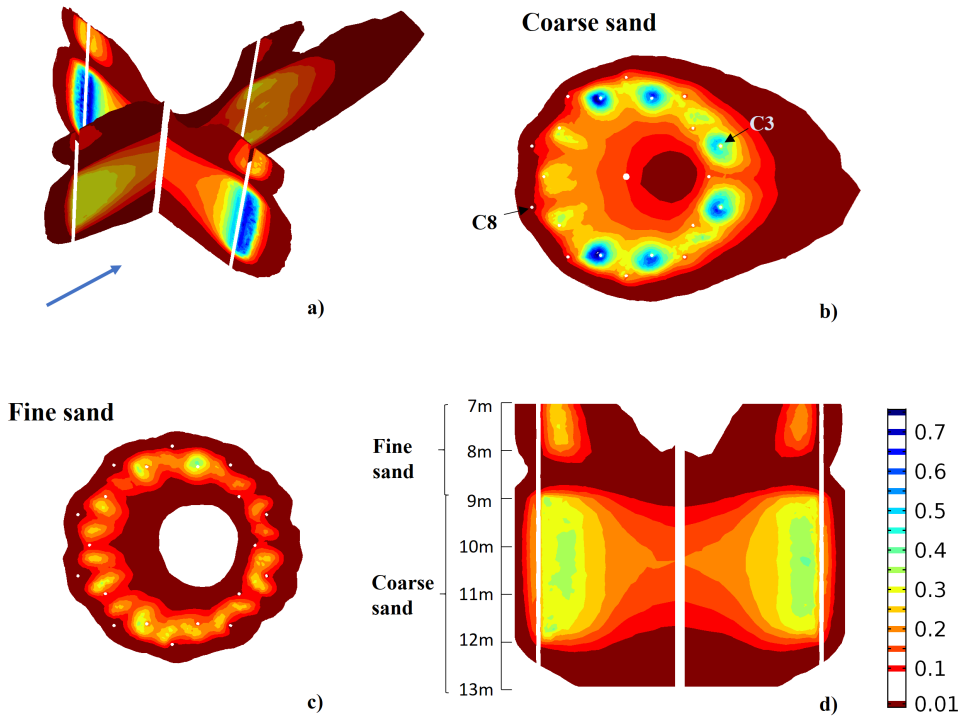 Coarse sand
C3
C8
a)
b)
Fine sand
7m
Fine
sand
8m
9m
10m
Coarse
sand
11m
12m
13m
c)
d)
0.7
0.6
0.5
0.4
0.3
0.2
0.1
0.01